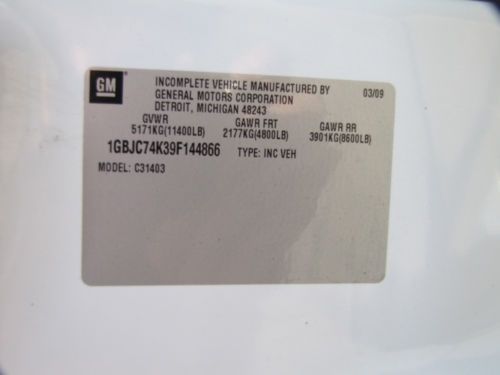 GM
INCOMPLETE VEHICLE MANUFACTURED BY 03/09
GENERAL MOTORS CORPORATION
DETROIT, MICHIGAN 48243
GVWR GAWR FRT GAWR RR
5171KG(11400LB) 2177KG(4800LB) 3901KG(8600LB)
1GBJC74K39F144866 TYPE: INC VEH
MODEL: C31403